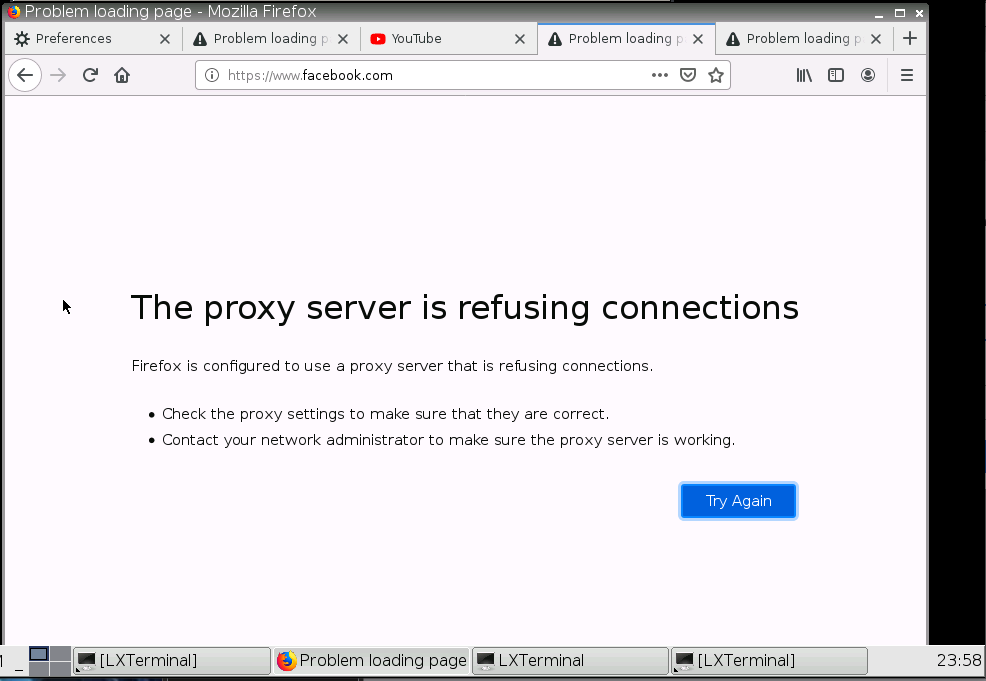 Problem loading page - Mozilla Firefox
Preferences
Problem loading p
YouTube
Problem loading p
Problem loading p
https://www.facebook.com
The proxy server is refusing connections
Firefox is configured to use a proxy server that is refusing connections.
• Check the proxy settings to make sure that they are correct.
• Contact your network administrator to make sure the proxy server is working.
Try Again
[LXTerminal]
Problem loading page
LXTerminal
[LXTerminal]
23:58